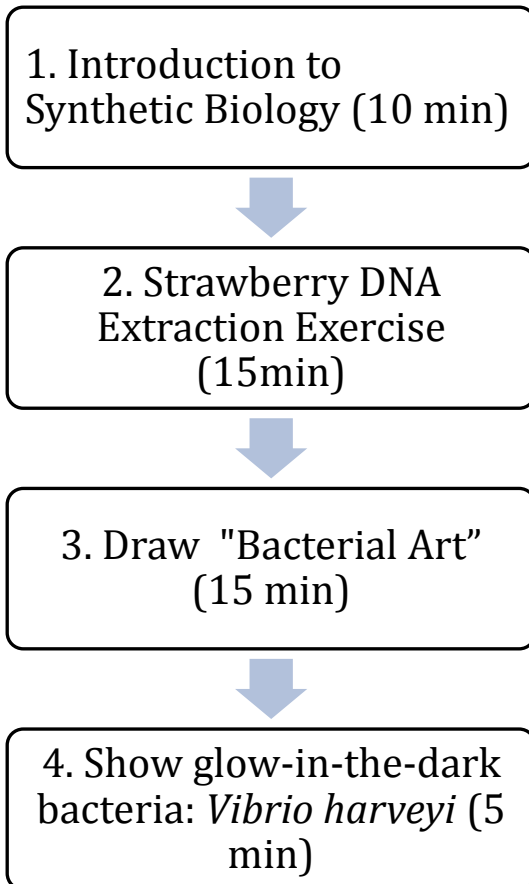 1. Introduction to
Synthetic Biology (10 min)
2. Strawberry DNA
Extraction Exercise
(15min)
3. Draw  "Bacterial Art”
(15 min)
4. Show glow-in-the-dark
bacteria: Vibrio harveyi (5
min)